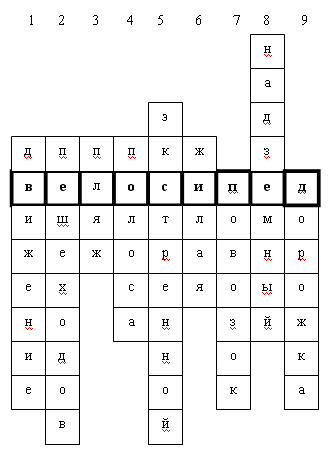 1 2 3 4 5 6 7 8 9
н
а
э д
д п п п к ж з
в е л о с и п е д
и ш я л т л о м о
ж е ж о р а в н р
е х с е я о ы о
н о а н з й ж
и д н о к
е о о к а
в й